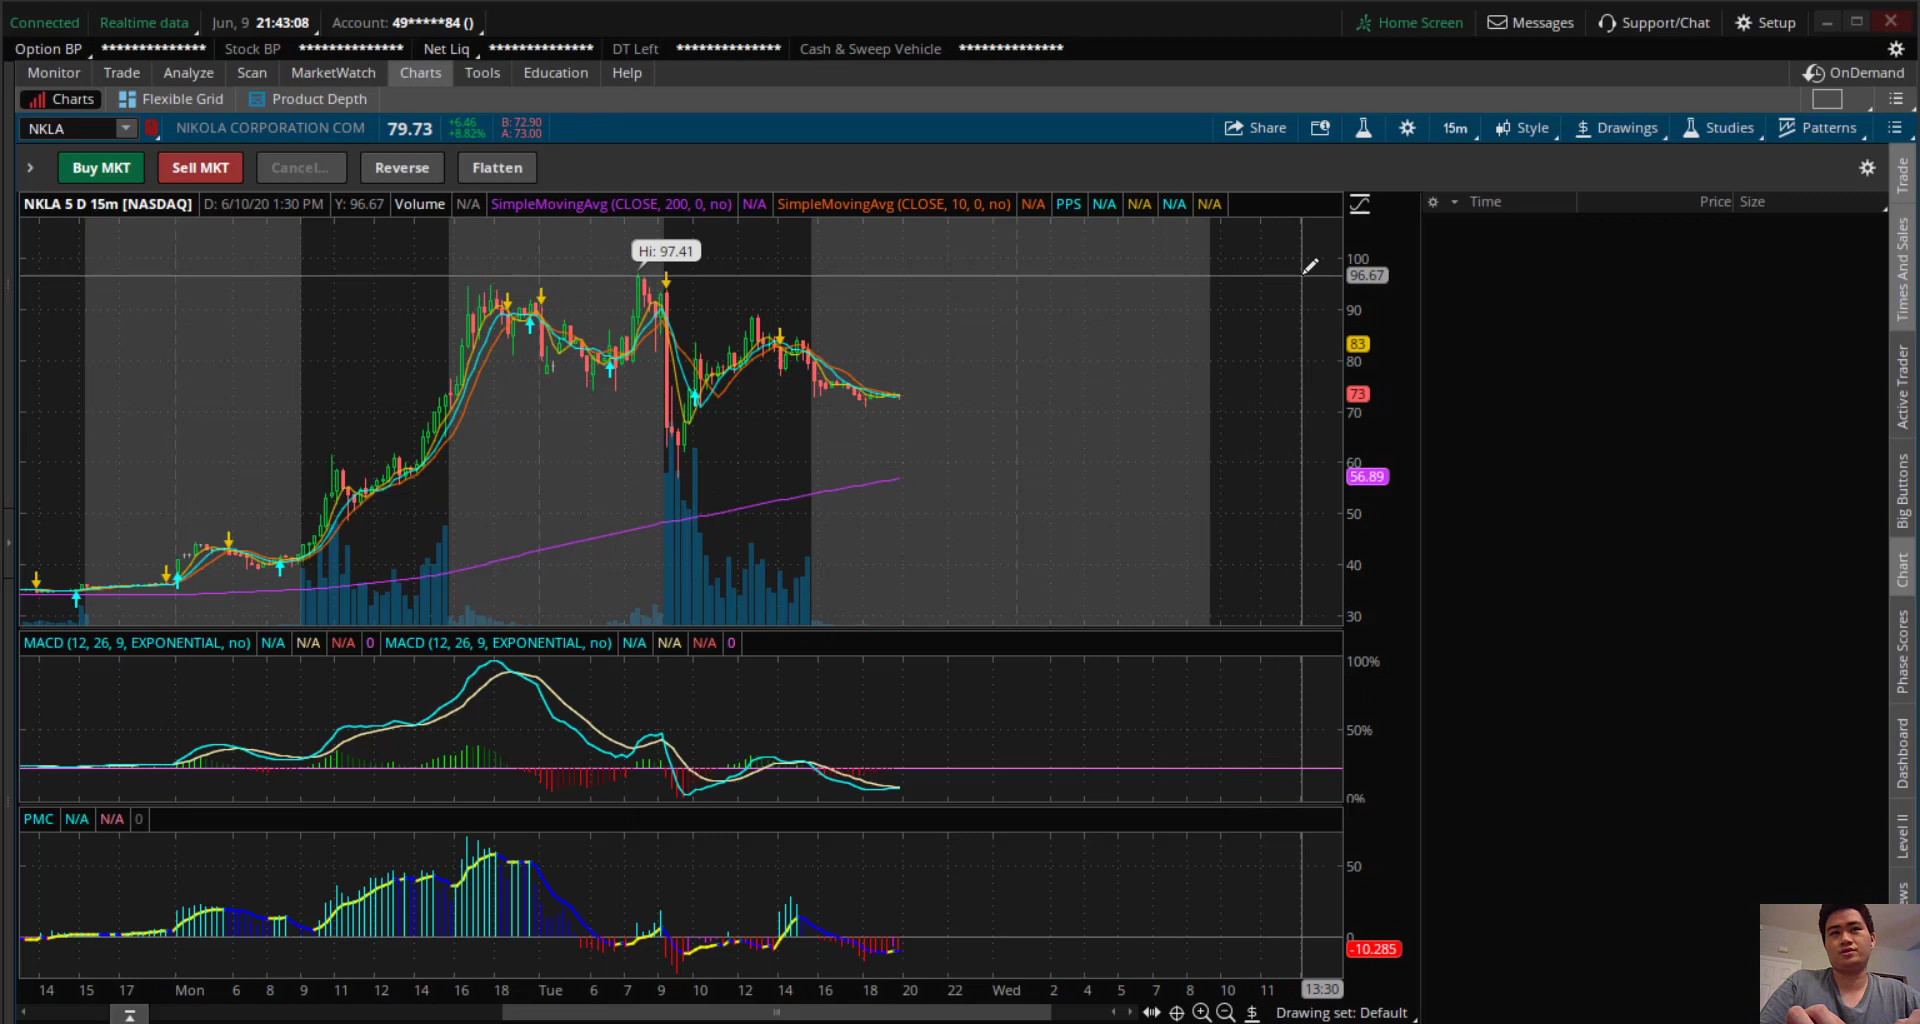 Connected Realtime data Jun, 9 21:43:08 Account: 49*****84 () Home Screen Messages Support/Chat Setup
Option BP ************** Stock BP ************** Net Liq ************** DT Left ************** Cash & Sweep Vehicle **************
Monitor Trade Analyze Scan MarketWatch Charts Tools Education Help OnDemand
Charts Flexible Grid Product Depth
NKLA NIKOLA CORPORATION COM 79.73 +6.46 +8.82% B: 72.90 A: 73.00 Share 15m Style Drawings Studies Patterns
Buy MKT Sell MKT Cancel... Reverse Flatten
NKLA 5 D 15m [NASDAQ] D: 6/10/20 1:30 PM Y: 96.67 Volume N/A SimpleMovingAvg (CLOSE, 200, 0, no) N/A SimpleMovingAvg (CLOSE, 10, 0, no) N/A PPS N/A N/A N/A N/A
Time Price Size
Hi: 97.41
100
96.67
90
83
80
73
70
60
56.89
50
40
30
MACD (12, 26, 9, EXPONENTIAL, no) N/A N/A N/A 0 MACD (12, 26, 9, EXPONENTIAL, no) N/A N/A N/A 0
100%
50%
0%
PMC N/A N/A 0
50
0
-10.285
14 15 17 Mon 6 8 9 11 12 14 16 18 Tue 6 7 9 10 12 14 16 18 20 22 Wed 2 4 5 7 8 10 11 13:30
Drawing set: Default
Trade
Times And Sales
Active Trader
Big Buttons
Chart
Phase Scores
Dashboard
Level II